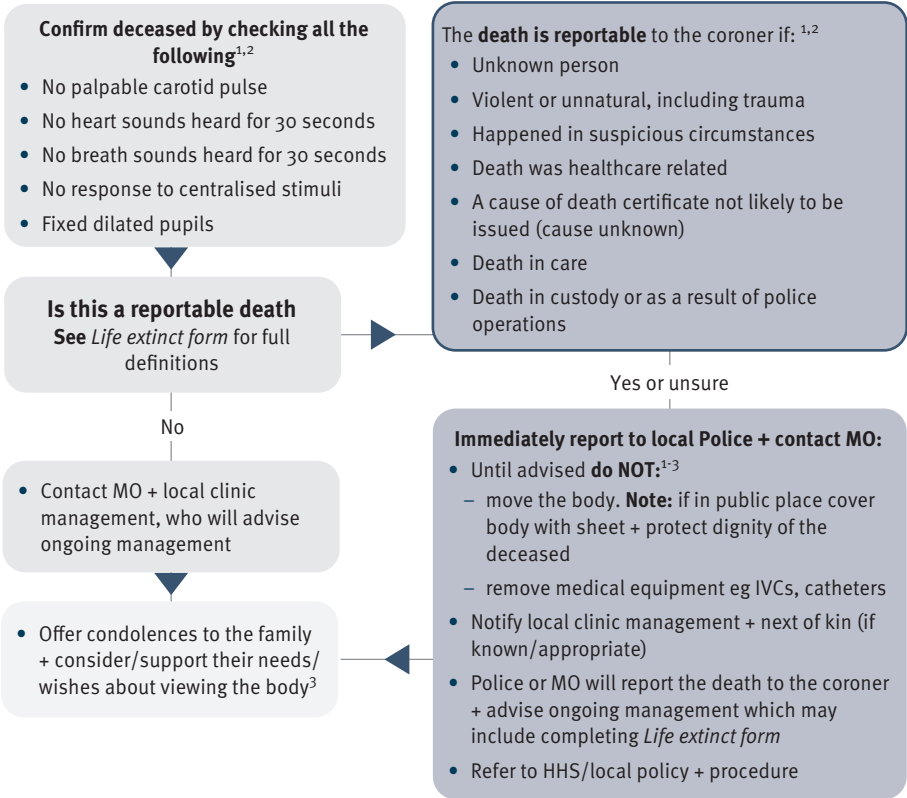 Confirm deceased by checking all the
following1,2
• No palpable carotid pulse
• No heart sounds heard for 30 seconds
• No breath sounds heard for 30 seconds
• No response to centralised stimuli
• Fixed dilated pupils
Is this a reportable death
See Life extinct form for full
definitions
The death is reportable to the coroner if: 1,2
• Unknown person
• Violent or unnatural, including trauma
• Happened in suspicious circumstances
• Death was healthcare related
• A cause of death certificate not likely to be
issued (cause unknown)
• Death in care
• Death in custody or as a result of police
operations
No
• Contact MO + local clinic
management, who will advise
ongoing management
Yes or unsure
Immediately report to local Police + contact MO:
• Until advised do NOT:1-3
– move the body. Note: if in public place cover
body with sheet + protect dignity of the
deceased
– remove medical equipment eg IVCs, catheters
• Notify local clinic management + next of kin (if
known/appropriate)
• Police or MO will report the death to the coroner
+ advise ongoing management which may
include completing Life extinct form
• Refer to HHS/local policy + procedure
• Offer condolences to the family
+ consider/support their needs/
wishes about viewing the body3